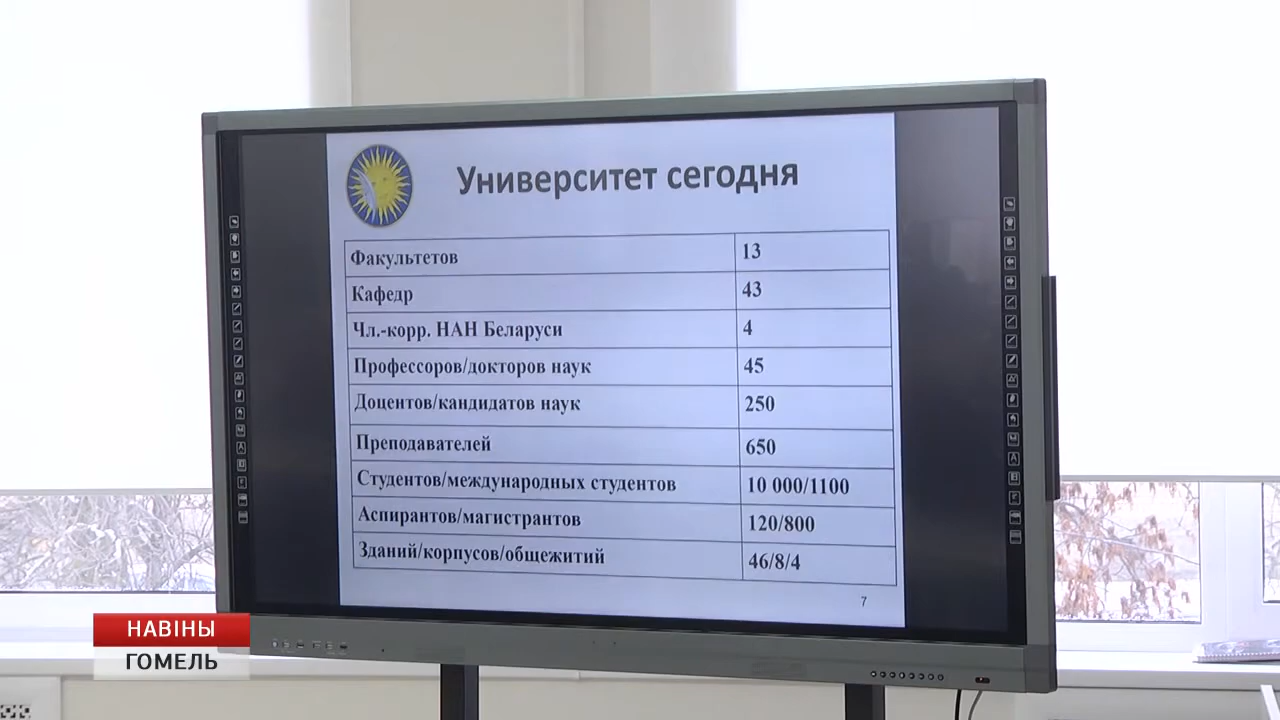 Университет сегодня
Факультетов 13
Кафедр 43
Чл.-корр. НАН Беларуси 4
Профессоров/докторов наук 45
Доцентов/кандидатов наук 250
Преподавателей 650
Студентов/международных студентов 10 000/1100
Аспирантов/магистрантов 120/800
Зданий/корпусов/общежитий 46/8/4
7
НАВІНЫ
ГОМЕЛЬ